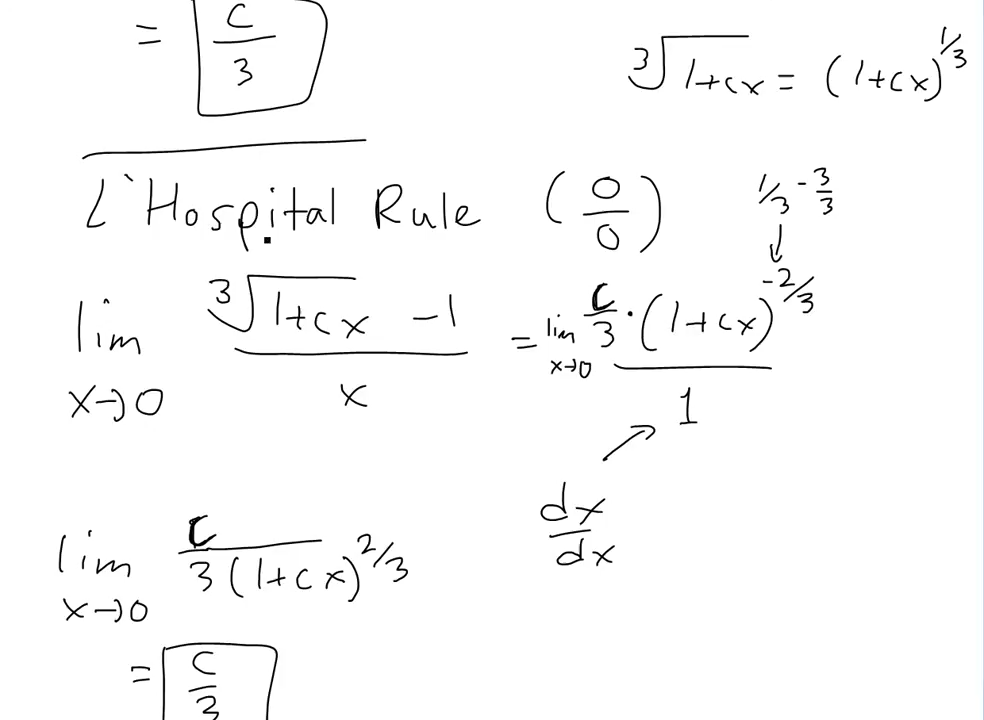 = c/3
∛(1+cx) = (1+cx)^(1/3)
L'Hospital Rule (0/0)
1/3 - 3/3
↓
lim x→0 (∛(1+cx) - 1)/x = lim x→0 (c/3 · (1+cx)^(-2/3))/1
dx/dx ↗
lim x→0 c/(3(1+cx)^(2/3))
= c/3